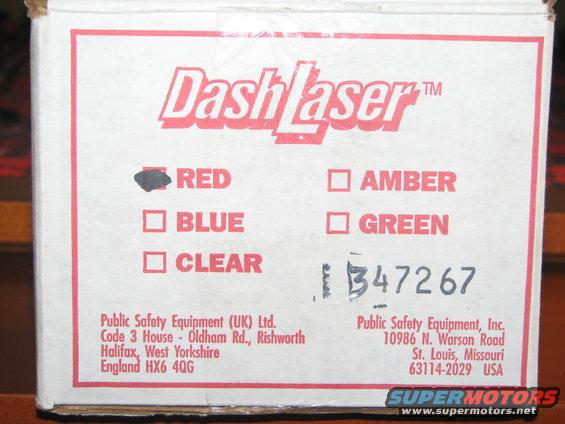 DashLaser™
RED
AMBER
BLUE
GREEN
CLEAR
347267
Public Safety Equipment (UK) Ltd.
Code 3 House - Oldham Rd., Rishworth
Halifax, West Yorkshire
England HX6 4QG
Public Safety Equipment, Inc.
10986 N. Warson Road
St. Louis, Missouri
63114-2029 USA
SUPERMOTORS
www.supermotors.net